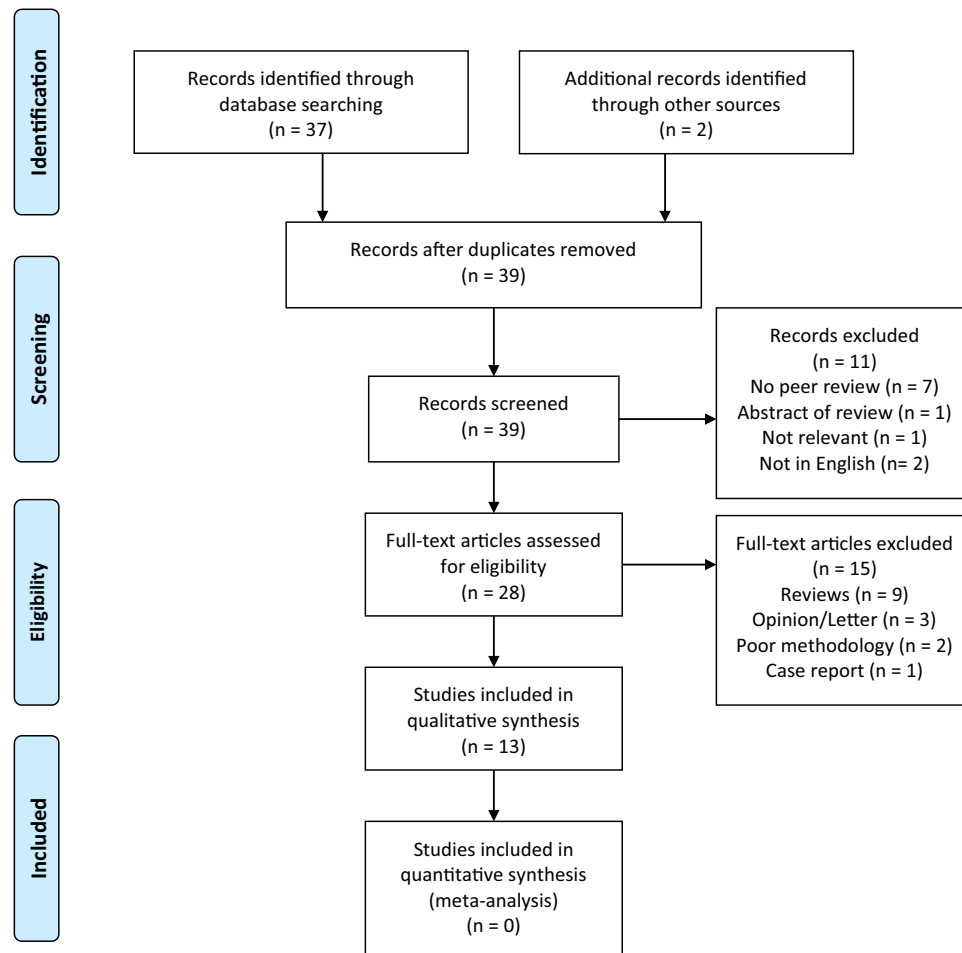 Identification
Records identified through
database searching
(n = 37)
Additional records identified
through other sources
(n = 2)
Records after duplicates removed
(n = 39)
Screening
Records screened
(n = 39)
Records excluded
(n = 11)
No peer review (n = 7)
Abstract of review (n = 1)
Not relevant (n = 1)
Not in English (n= 2)
Eligibility
Full-text articles assessed
for eligibility
(n = 28)
Full-text articles excluded
(n = 15)
Reviews (n = 9)
Opinion/Letter (n = 3)
Poor methodology (n = 2)
Case report (n = 1)
Studies included in
qualitative synthesis
(n = 13)
Included
Studies included in
quantitative synthesis
(meta-analysis)
(n = 0)